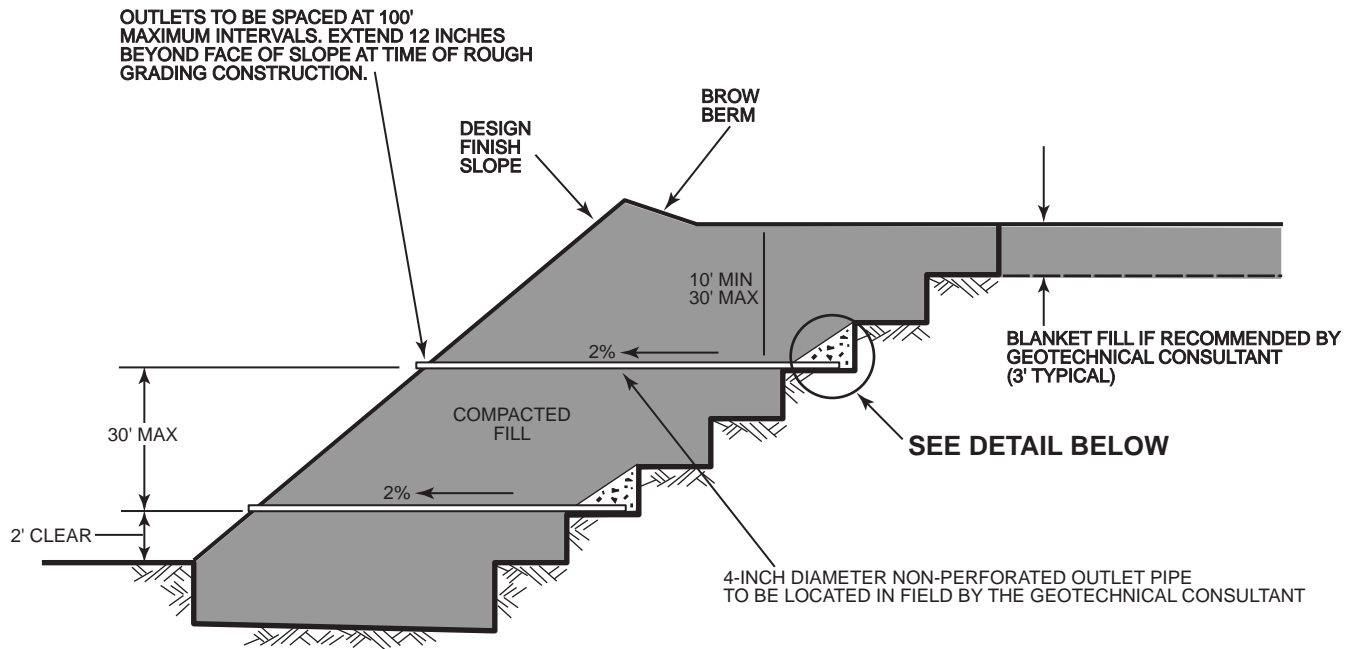 OUTLETS TO BE SPACED AT 100'
MAXIMUM INTERVALS. EXTEND 12 INCHES
BEYOND FACE OF SLOPE AT TIME OF ROUGH
GRADING CONSTRUCTION.
BROW
BERM
DESIGN
FINISH
SLOPE
10' MIN
30' MAX
2%
BLANKET FILL IF RECOMMENDED BY
GEOTECHNICAL CONSULTANT
(3' TYPICAL)
COMPACTED
FILL
30' MAX
SEE DETAIL BELOW
2%
2' CLEAR
4-INCH DIAMETER NON-PERFORATED OUTLET PIPE
TO BE LOCATED IN FIELD BY THE GEOTECHNICAL CONSULTANT